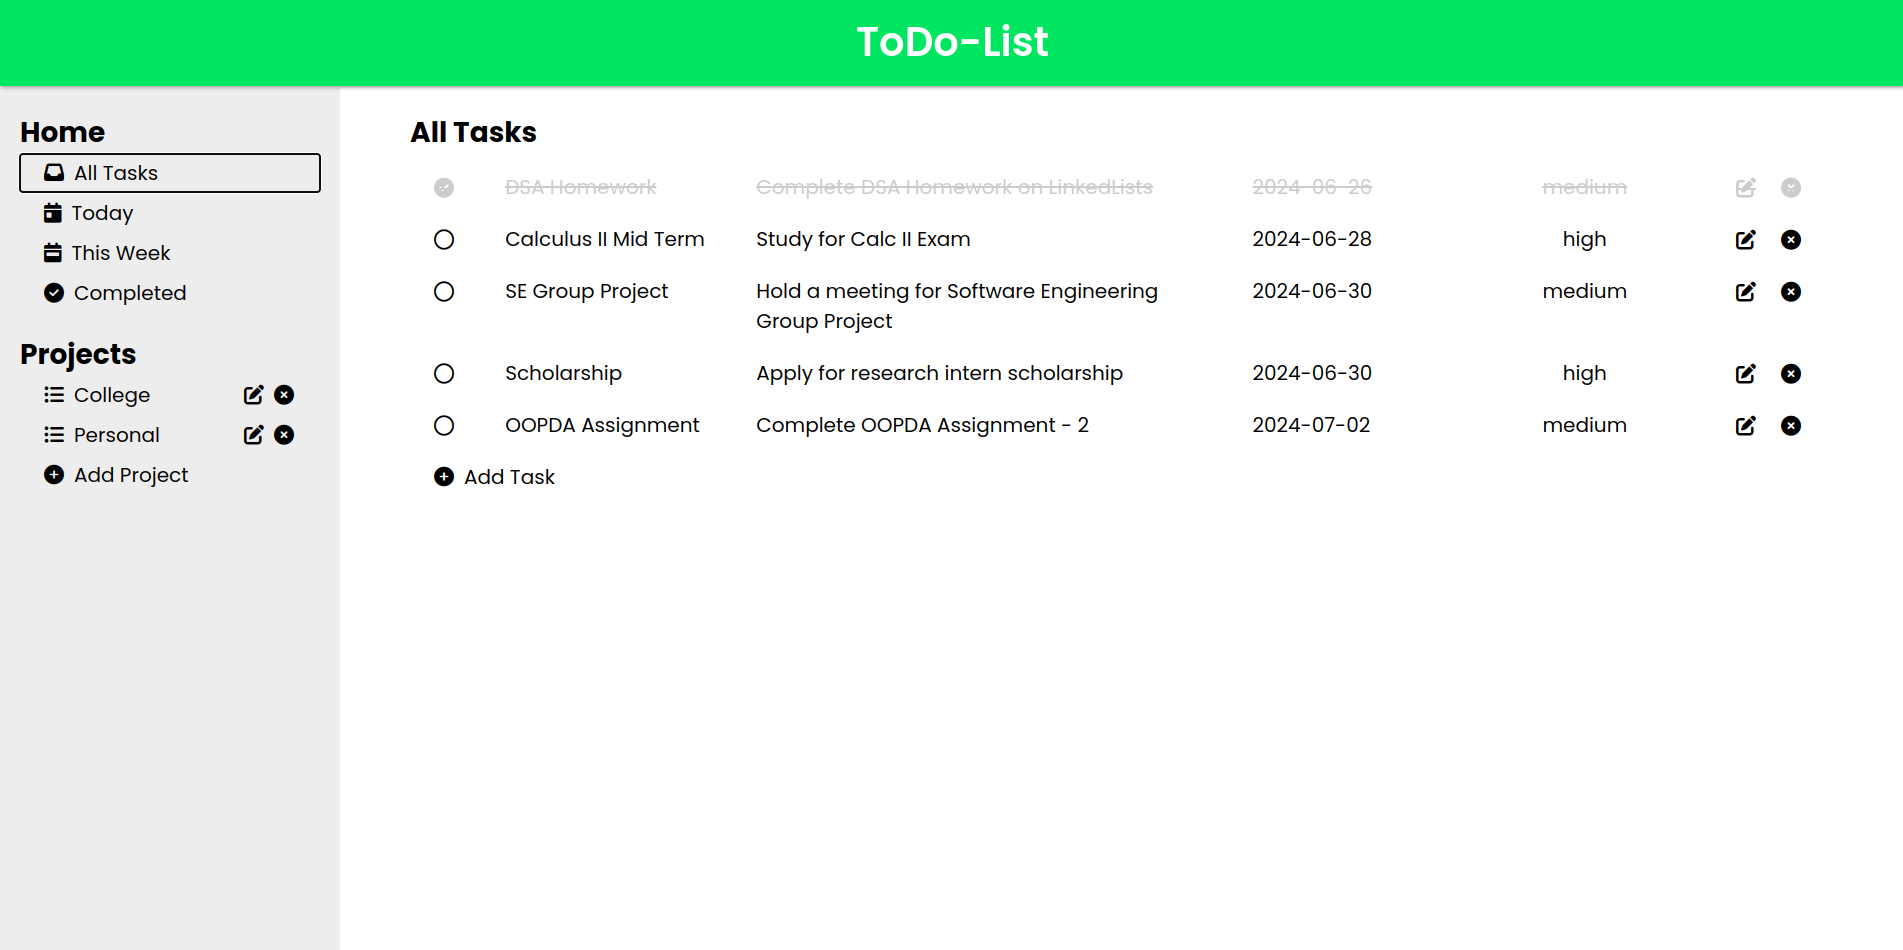 ToDo-List
Home
All Tasks
Today
This Week
Completed
Projects
College
Personal
Add Project
All Tasks
DSA Homework Complete DSA Homework on LinkedLists 2024-06-26 medium
Calculus II Mid Term Study for Calc II Exam 2024-06-28 high
SE Group Project Hold a meeting for Software Engineering 2024-06-30 medium
Group Project
Scholarship Apply for research intern scholarship 2024-06-30 high
OOPDA Assignment Complete OOPDA Assignment - 2 2024-07-02 medium
Add Task